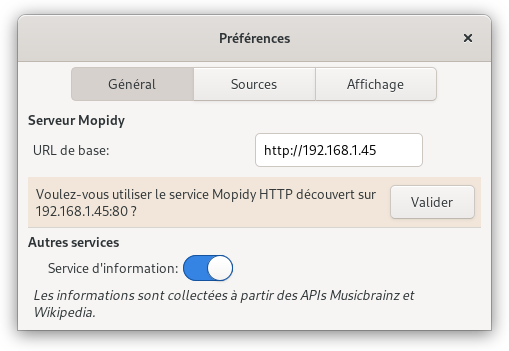 Préférences
Général Sources Affichage
Serveur Mopidy
URL de base: http://192.168.1.45
Voulez-vous utiliser le service Mopidy HTTP découvert sur
192.168.1.45:80 ?
Valider
Autres services
Service d'information:
Les informations sont collectées à partir des APIs Musicbrainz et
Wikipedia.